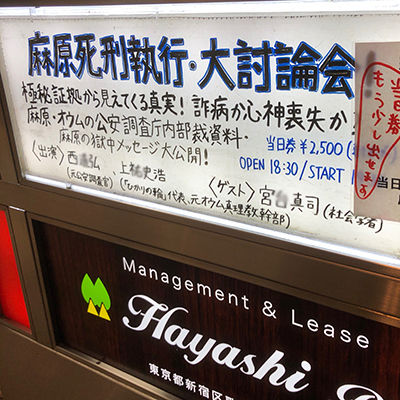 麻原死刑執行・大討論会
極秘証拠から見えてくる真実！詐病か心神喪失か
麻原・オウムの公安調査庁内部裁資料・
麻原の獄中メッセージ大公開！
当日券￥2,500
OPEN 18:30/START
〈出演〉西 弘
(元公安調査官)
上 史浩
(「ひかりの輪」代表、元オウム真理教幹部)
〈ゲスト〉宮 真司(社会学者)
当日券
もう少し出せます
当日
Management & Lease
Hayashi
東京都新宿区